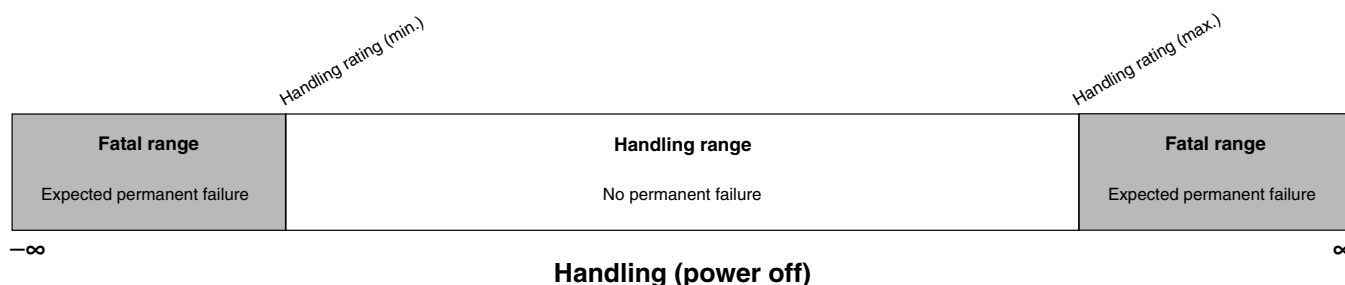 Handling rating (min.)
Handling rating (max.)
Fatal range
Handling range
Fatal range
Expected permanent failure
No permanent failure
Expected permanent failure
–∞
∞
Handling (power off)